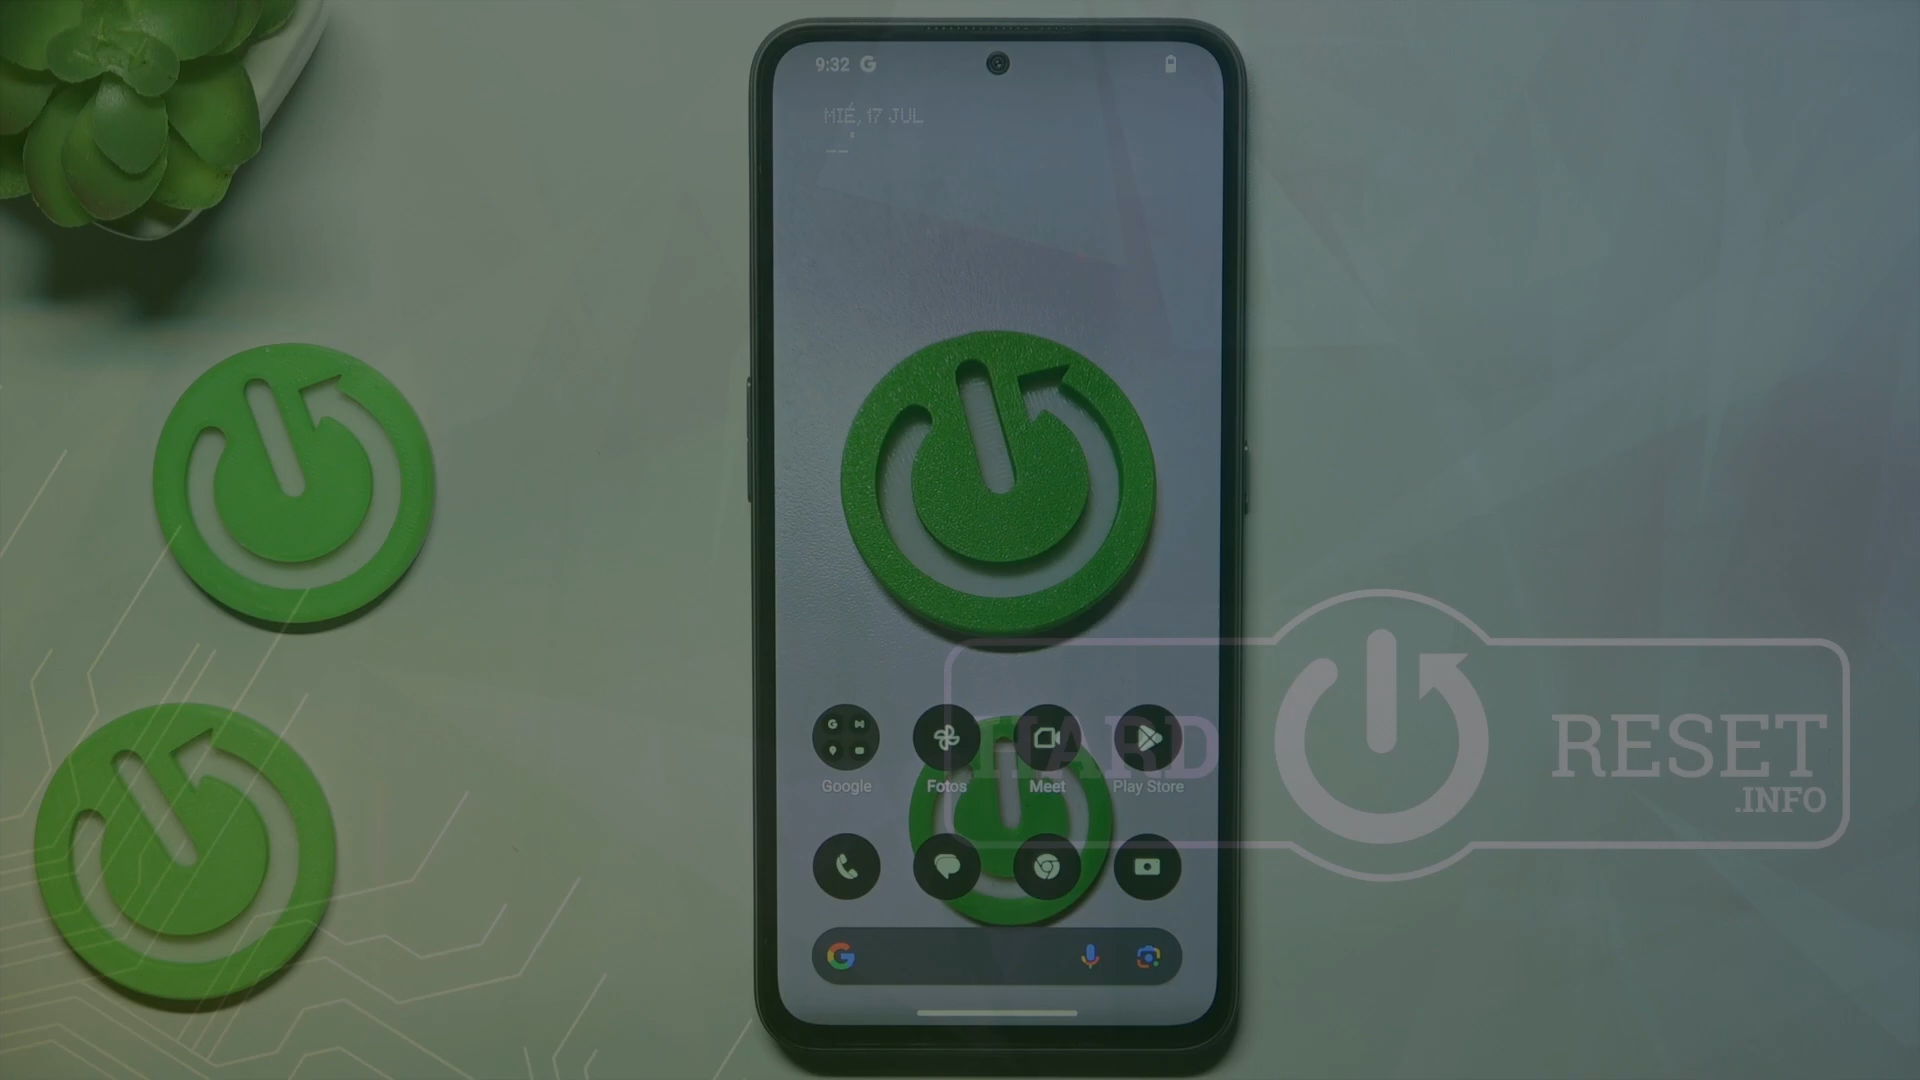 9:32
MIÉ, 17 JUL
Google Fotos Meet Play Store
HARD RESET
.INFO